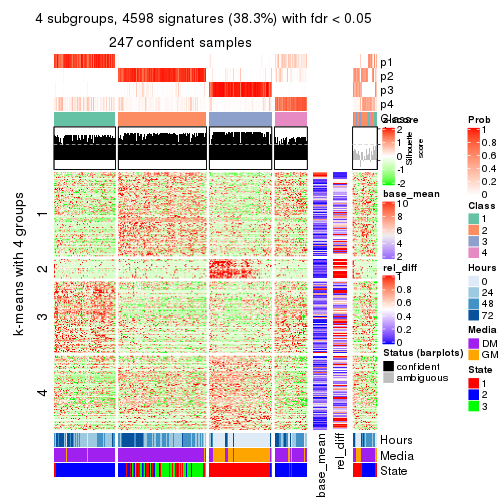 4 subgroups, 4598 signatures (38.3%) with fdr < 0.05
247 confident samples
p1
p2
p3
p4
Class
Silhouette
score
k-means with 4 groups
1
2
3
4
base_mean
rel_diff
Hours
Media
State
z-score
2
1
0
-1
-2
base_mean
10
8
6
4
2
rel_diff
1
0.8
0.6
0.4
0.2
0
Status (barplots)
confident
ambiguous
Prob
1
0.8
0.6
0.4
0.2
0
Class
1
2
3
4
Hours
0
24
48
72
Media
DM
GM
State
1
2
3